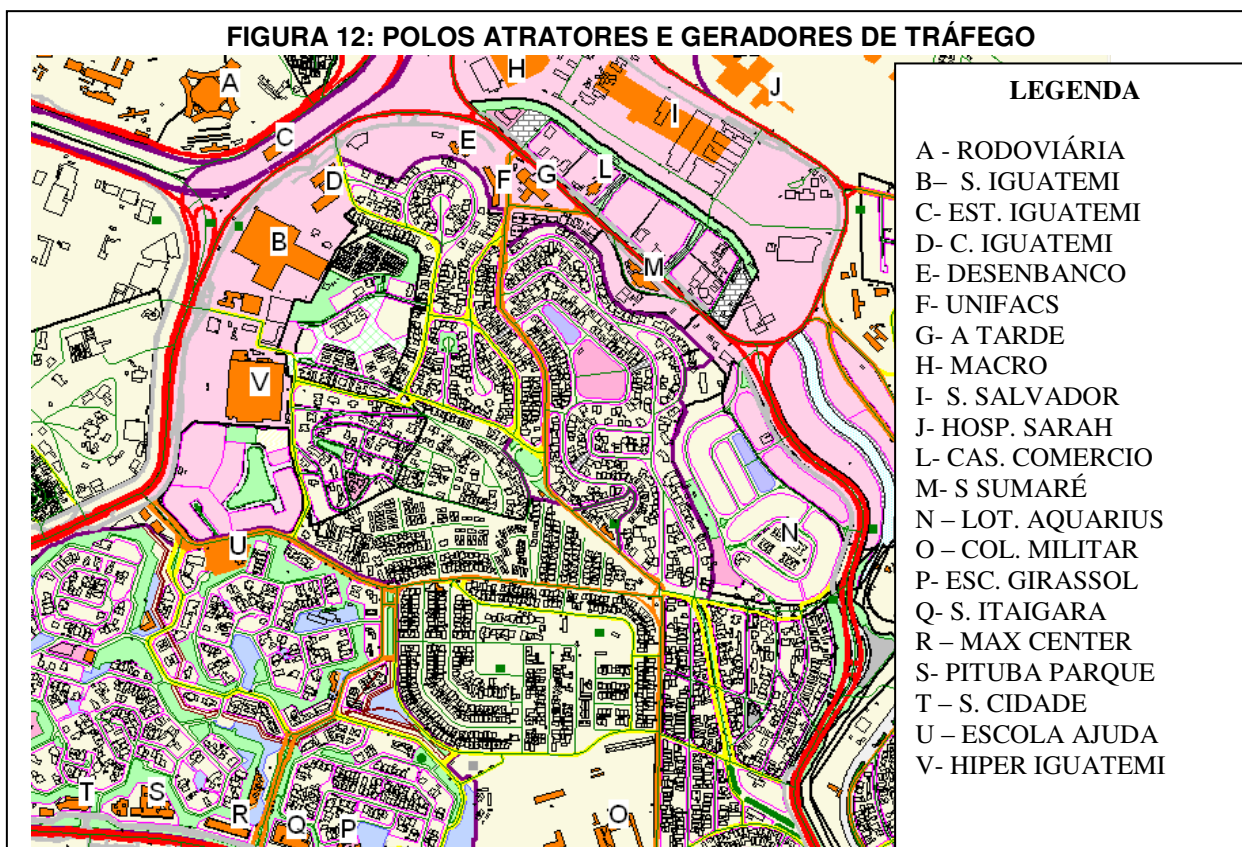 FIGURA 12: POLOS ATRATORES E GERADORES DE TRÁFEGO
A
H
J
C
I
E
D
F
G
L
B
M
V
N
U
T
S
R
Q
P
O
LEGENDA
A - RODOVIÁRIA
B– S. IGUATEMI
C- EST. IGUATEMI
D- C. IGUATEMI
E- DESENBANCO
F- UNIFACS
G- A TARDE
H- MACRO
I- S. SALVADOR
J- HOSP. SARAH
L- CAS. COMERCIO
M- S SUMARÉ
N – LOT. AQUARIUS
O – COL. MILITAR
P- ESC. GIRASSOL
Q- S. ITAIGARA
R – MAX CENTER
S- PITUBA PARQUE
T – S. CIDADE
U – ESCOLA AJUDA
V- HIPER IGUATEMI